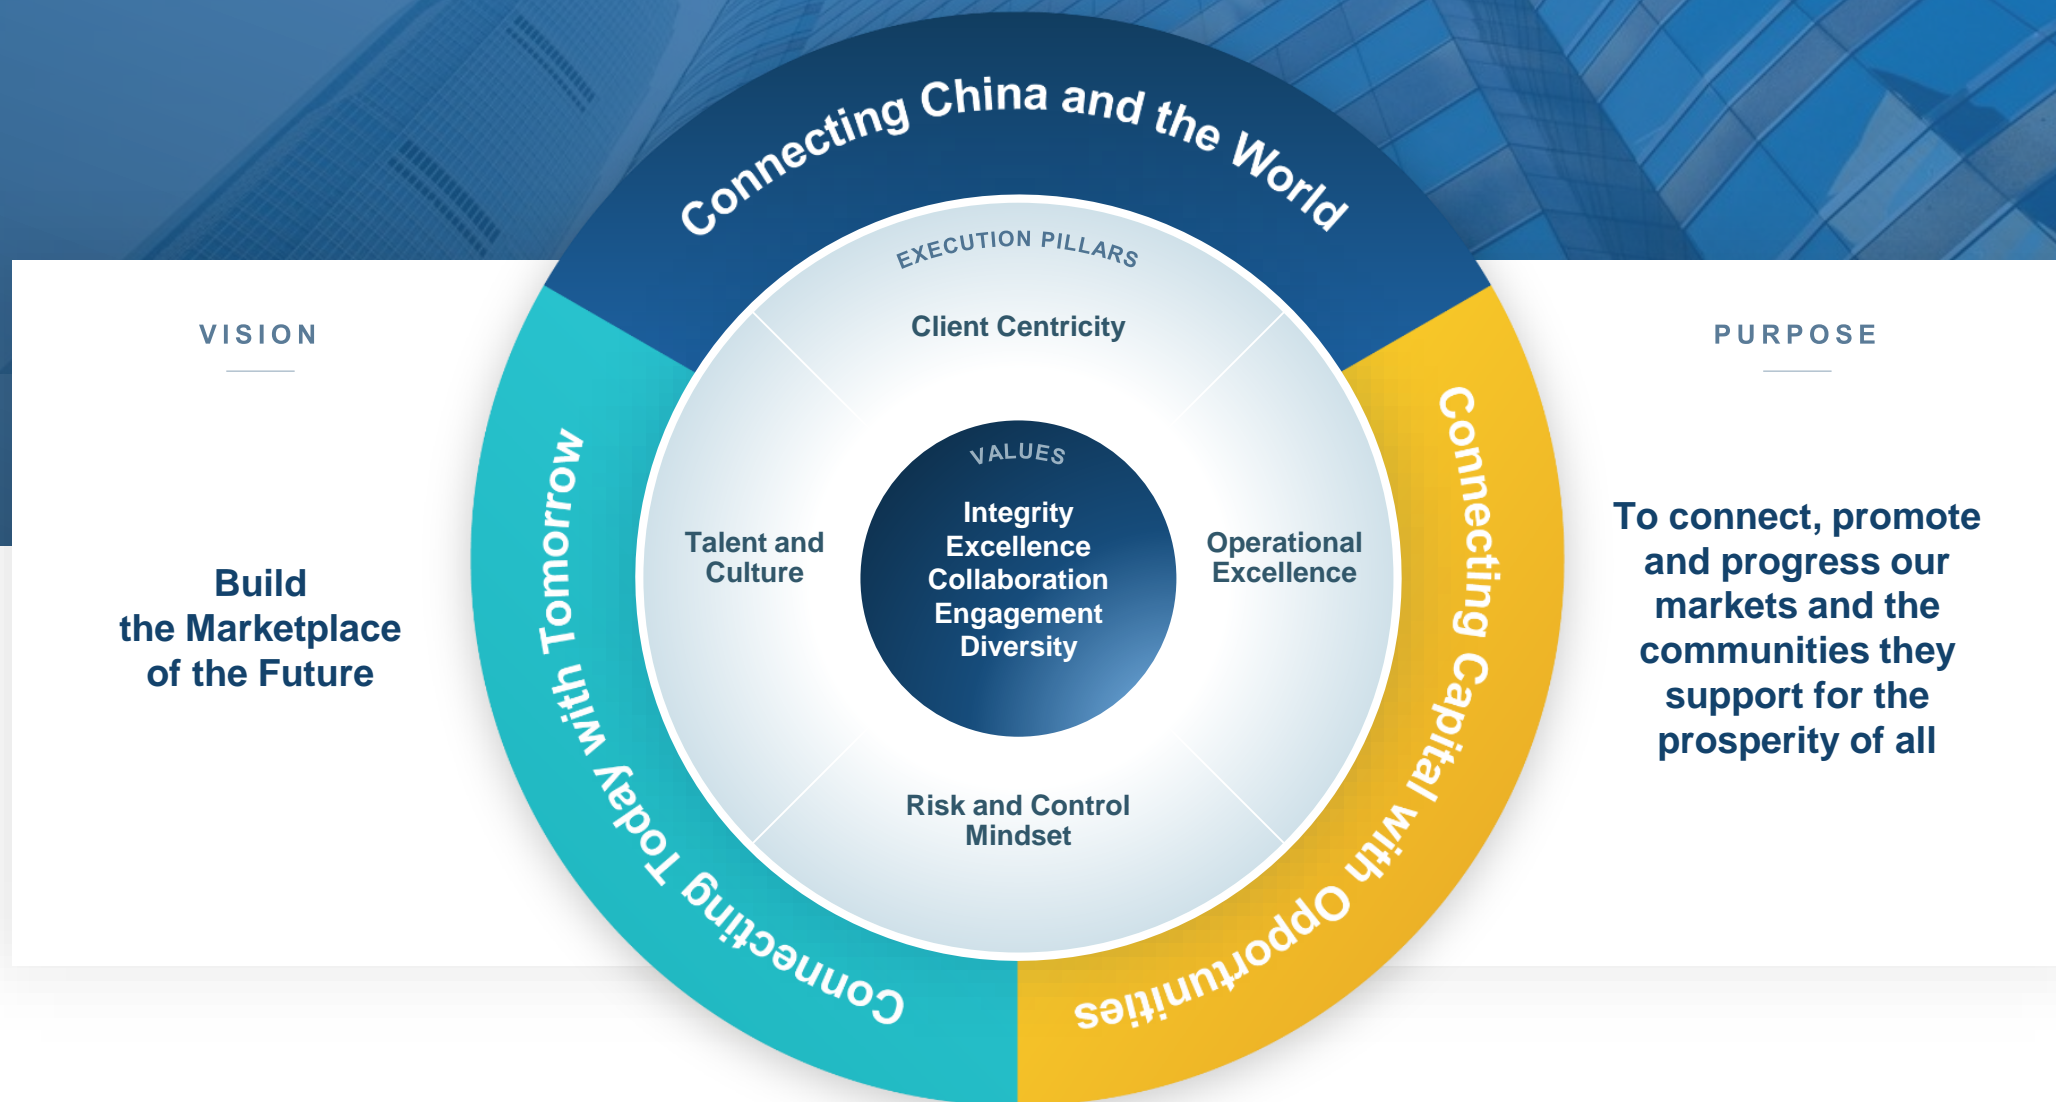 Connecting China and the World
EXECUTION PILLARS
Client Centricity
VISION
Build
the Marketplace
of the Future
Connecting Today with Tomorrow
Talent and
Culture
VALUES
Integrity
Excellence
Collaboration
Engagement
Diversity
Operational
Excellence
Risk and Control
Mindset
Connecting Capital with Opportunities
PURPOSE
To connect, promote
and progress our
markets and the
communities they
support for the
prosperity of all